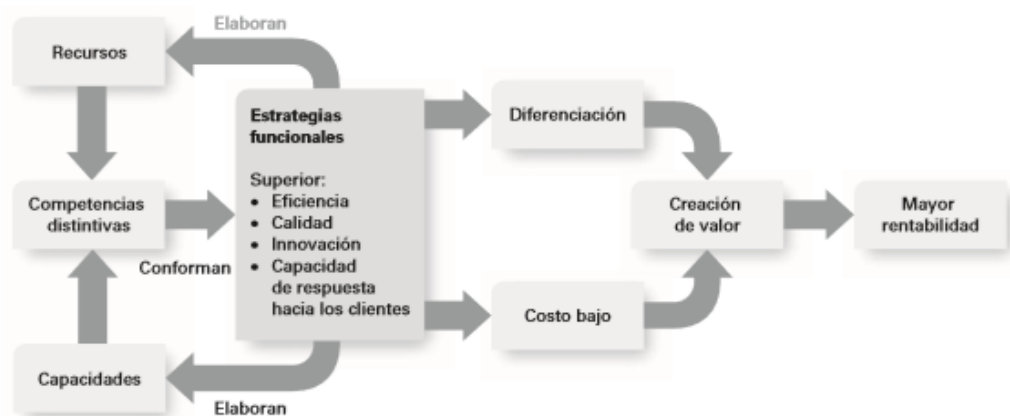 Elaboran
Recursos
Estrategias
funcionales
Superior:
• Eficiencia
• Calidad
• Innovación
• Capacidad
de respuesta
hacia los clientes
Diferenciación
Competencias
distintivas
Conforman
Creación
de valor
Mayor
rentabilidad
Costo bajo
Capacidades
Elaboran